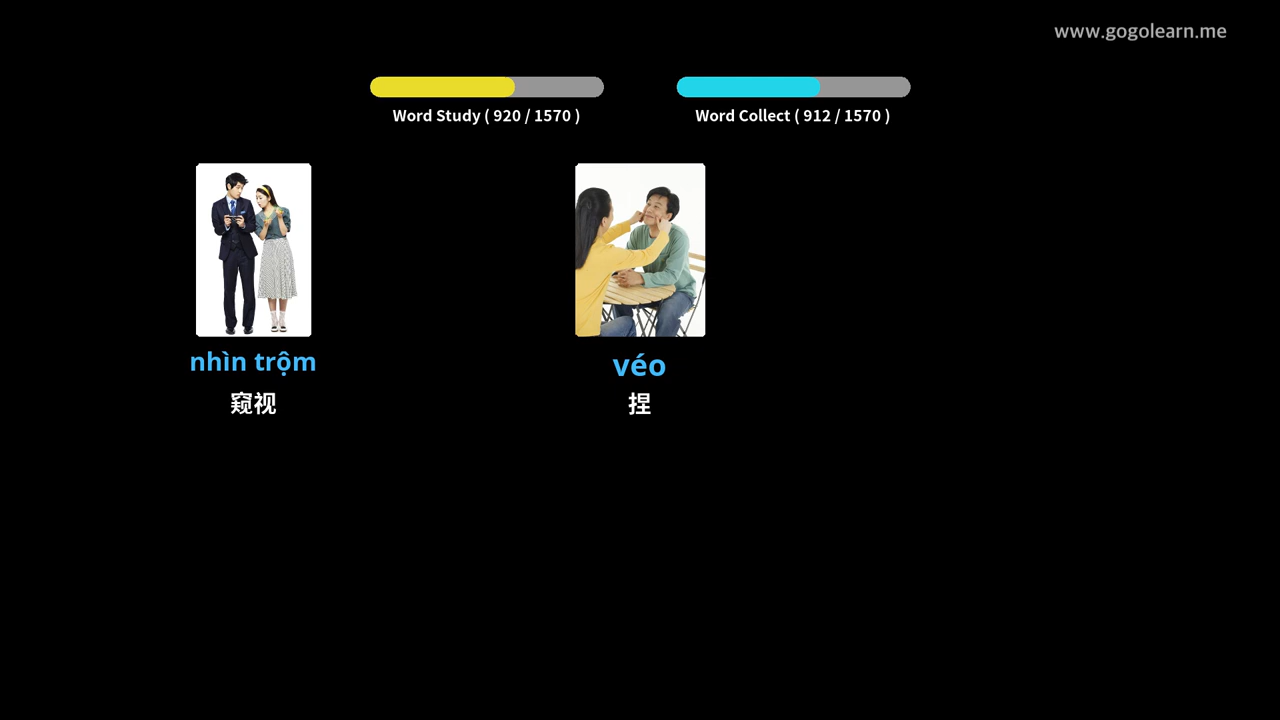 www.gogolearn.me
Word Study ( 920 / 1570 )
Word Collect ( 912 / 1570 )
nhìn trộm
véo
窥视
捏